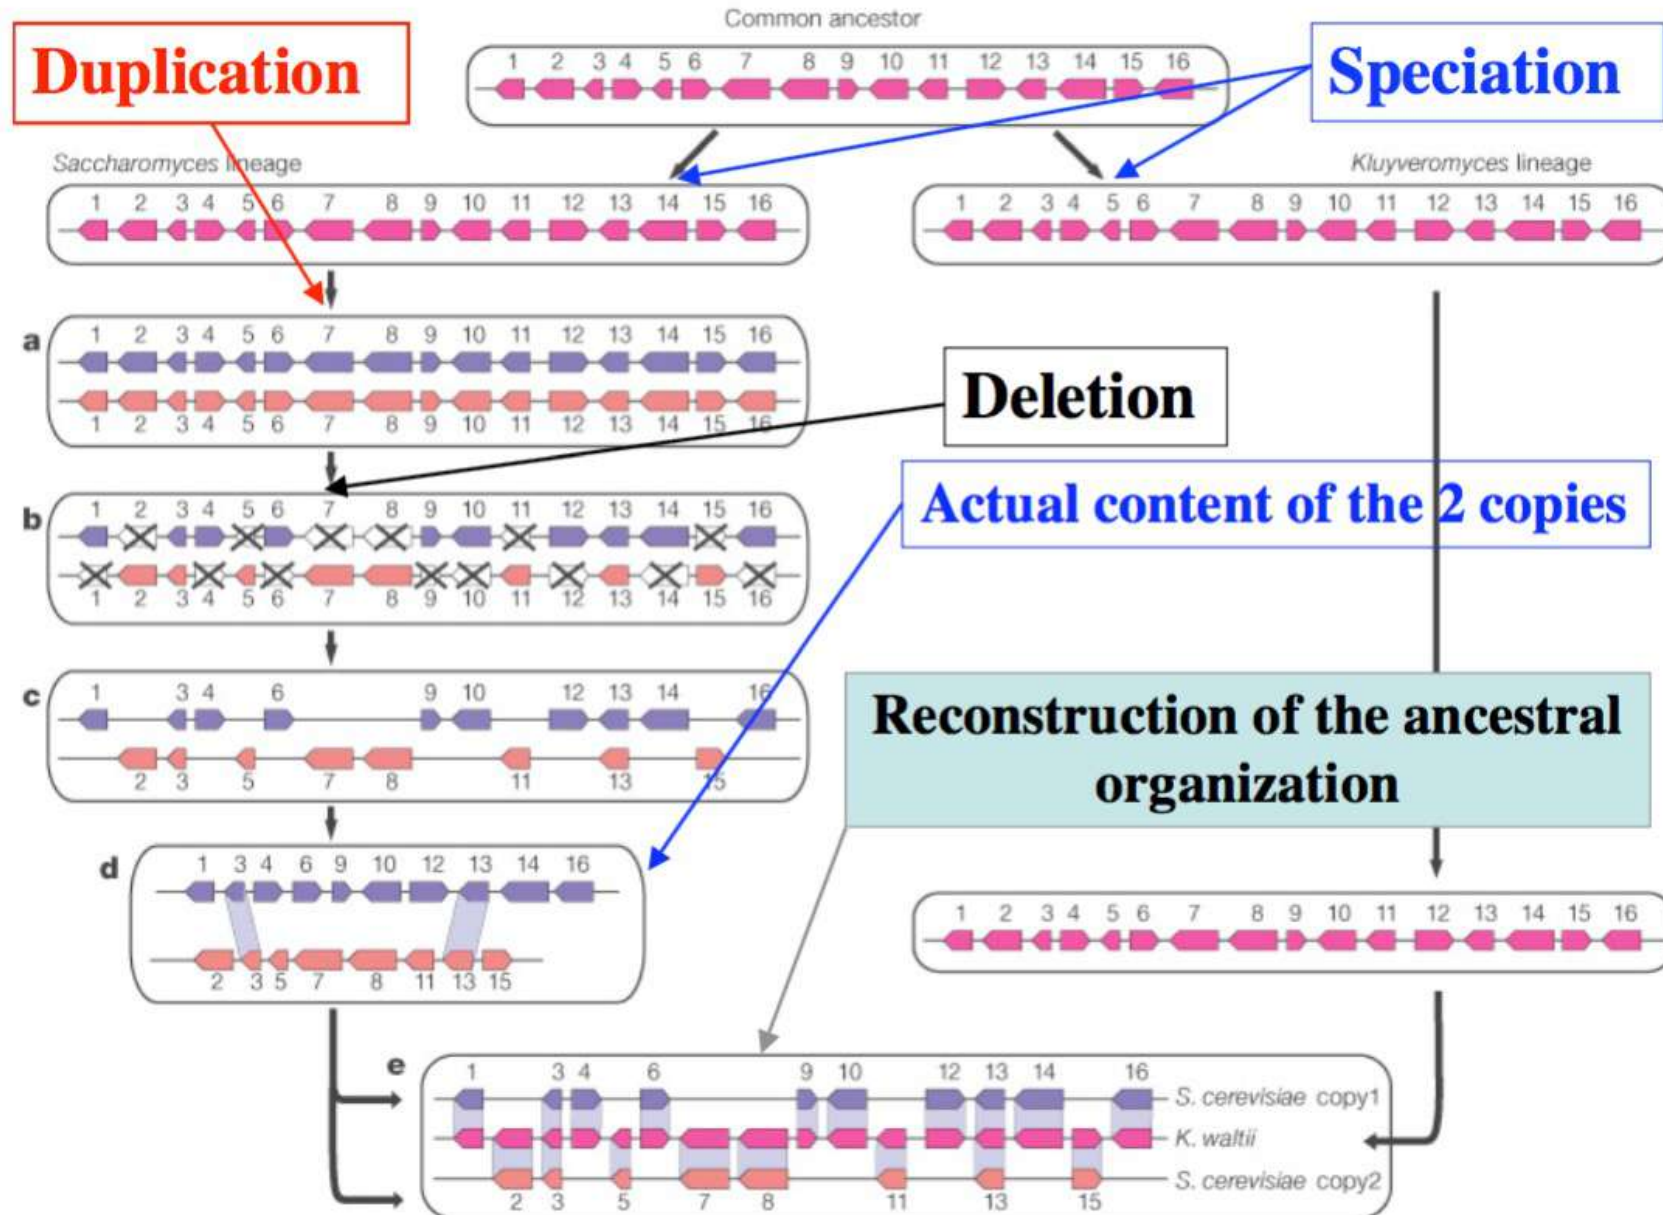 Common ancestor
Duplication
1 2 3 4 5 6 7 8 9 10 11 12 13 14 15 16
Speciation
Saccharomyces lineage
Kluyveromyces lineage
1 2 3 4 5 6 7 8 9 10 11 12 13 14 15 16
1 2 3 4 5 6 7 8 9 10 11 12 13 14 15 16
a
1 2 3 4 5 6 7 8 9 10 11 12 13 14 15 16
1 2 3 4 5 6 7 8 9 10 11 12 13 14 15 16
Deletion
Actual content of the 2 copies
b
1 2 3 4 5 6 7 8 9 10 11 12 13 14 15 16
1 2 3 4 5 6 7 8 9 10 11 12 13 14 15 16
c
1 3 4 6 9 10 12 13 14 16
2 3 5 7 8 11 13 15
Reconstruction of the ancestral
organization
d
1 3 4 6 9 10 12 13 14 16
2 3 5 7 8 11 13 15
1 2 3 4 5 6 7 8 9 10 11 12 13 14 15 16
e
1 3 4 6 9 10 12 13 14 16
S. cerevisiae copy1
K. waltii
S. cerevisiae copy2
2 3 5 7 8 11 13 15